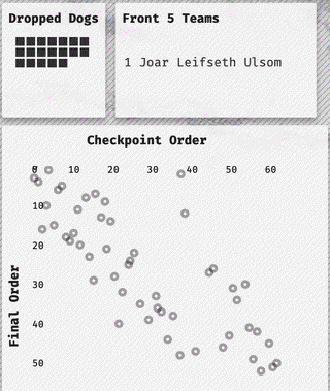 Dropped Dogs
Front 5 Teams
1 Joar Leifseth Ulsom
Checkpoint Order
0 10 20 30 40 50 60
10
20
30
40
50
Final Order